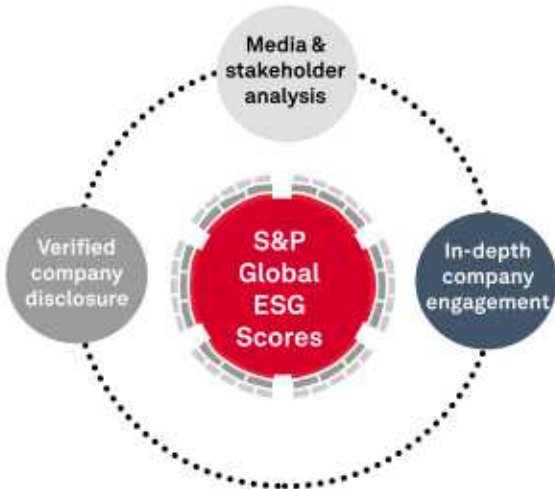 Media &
stakeholder
analysis
Verified
company
disclosure
S&P
Global
ESG
Scores
In-depth
company
engagement